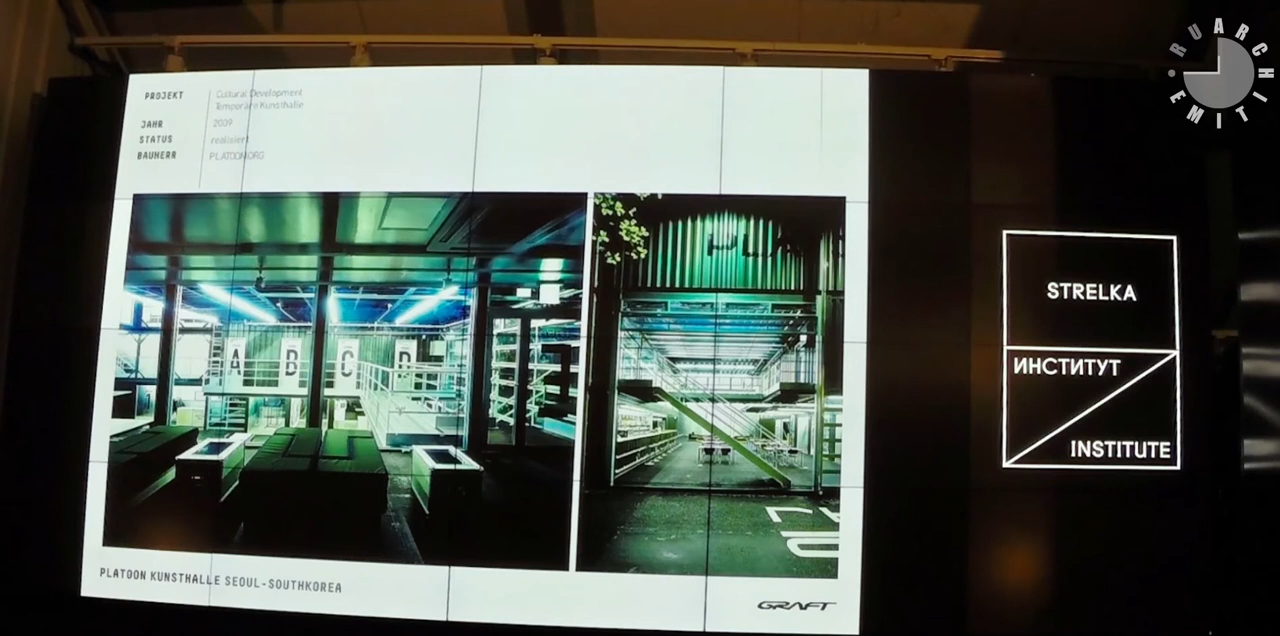 PROJEKT
Cultural Development
Temporäre Kunsthalle
JAHR
2009
STATUS
realisiert
BAUHERR
PLATOON.ORG
A B C D
PLATOON KUNSTHALLE SEOUL-SOUTHKOREA
GRAFT
STRELKA
ИНСТИТУТ
INSTITUTE
RUARCH
TIME